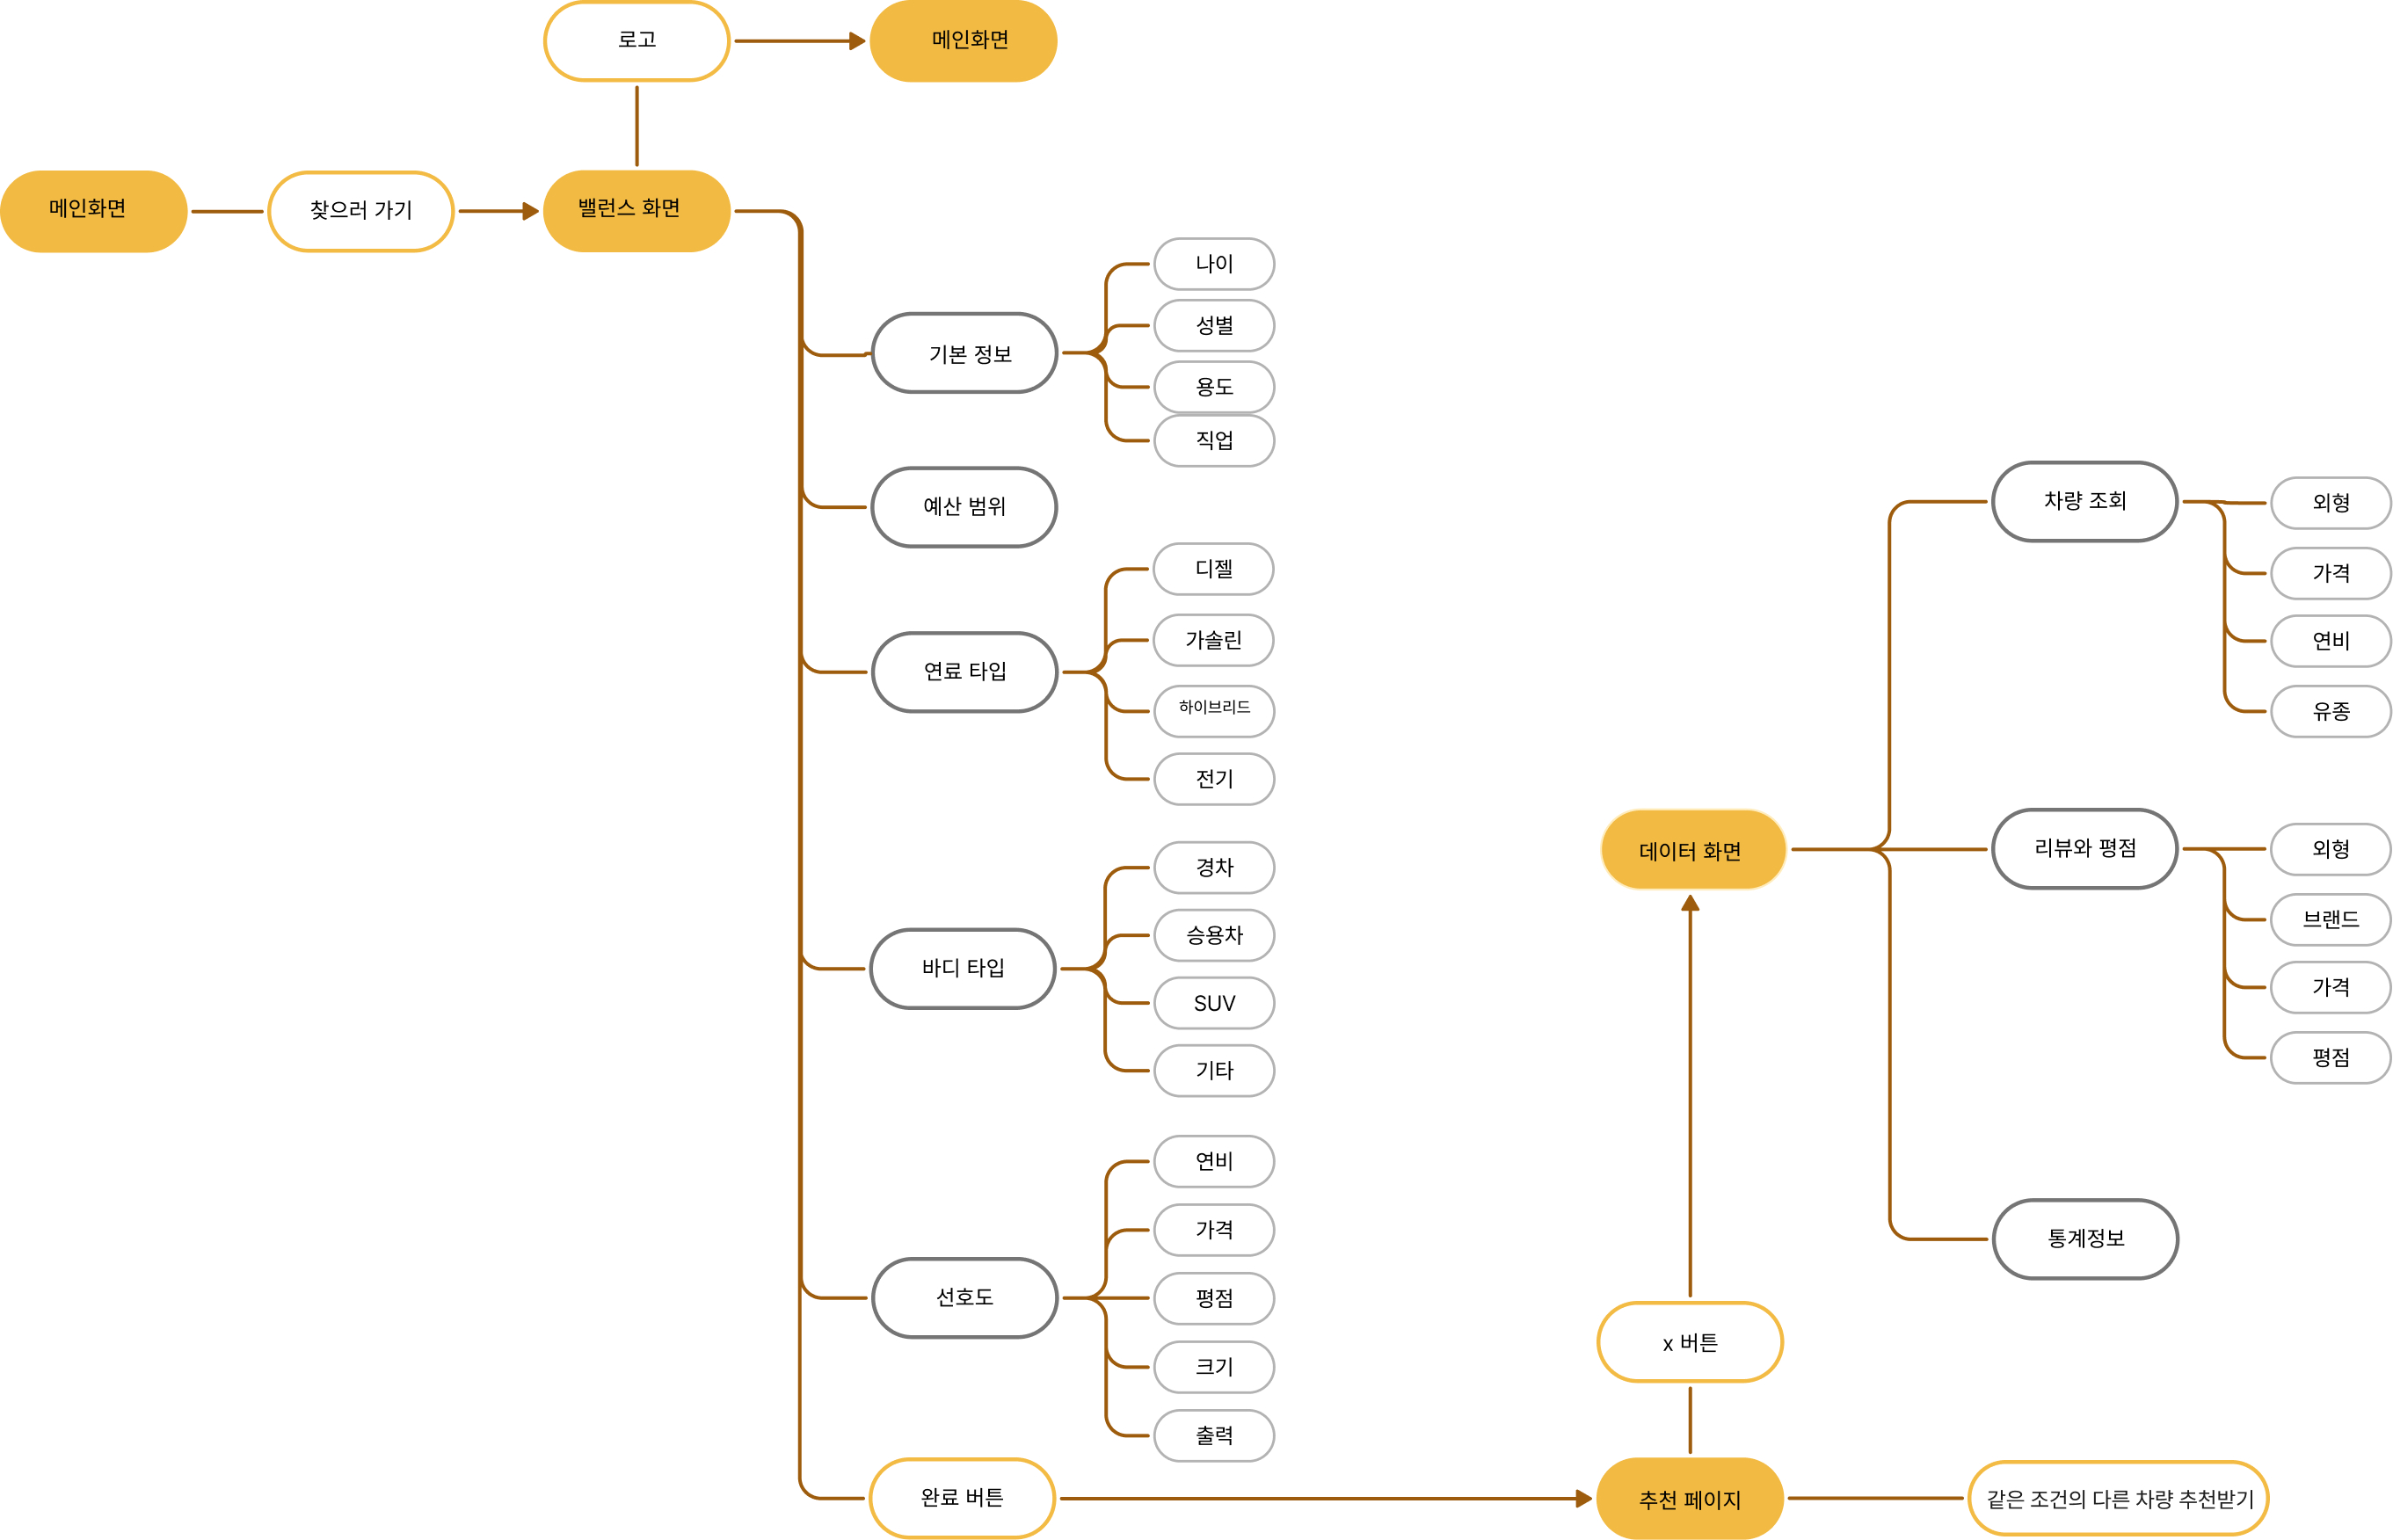 로고
메인화면
메인화면
찾으러 가기
밸런스 화면
기본 정보
나이
성별
용도
직업
예산 범위
연료 타입
디젤
가솔린
하이브리드
전기
바디 타입
경차
승용차
SUV
기타
선호도
연비
가격
평점
크기
출력
완료 버튼
추천 페이지
같은 조건의 다른 차량 추천받기
x 버튼
데이터 화면
차량 조회
외형
가격
연비
유종
리뷰와 평점
외형
브랜드
가격
평점
통계정보